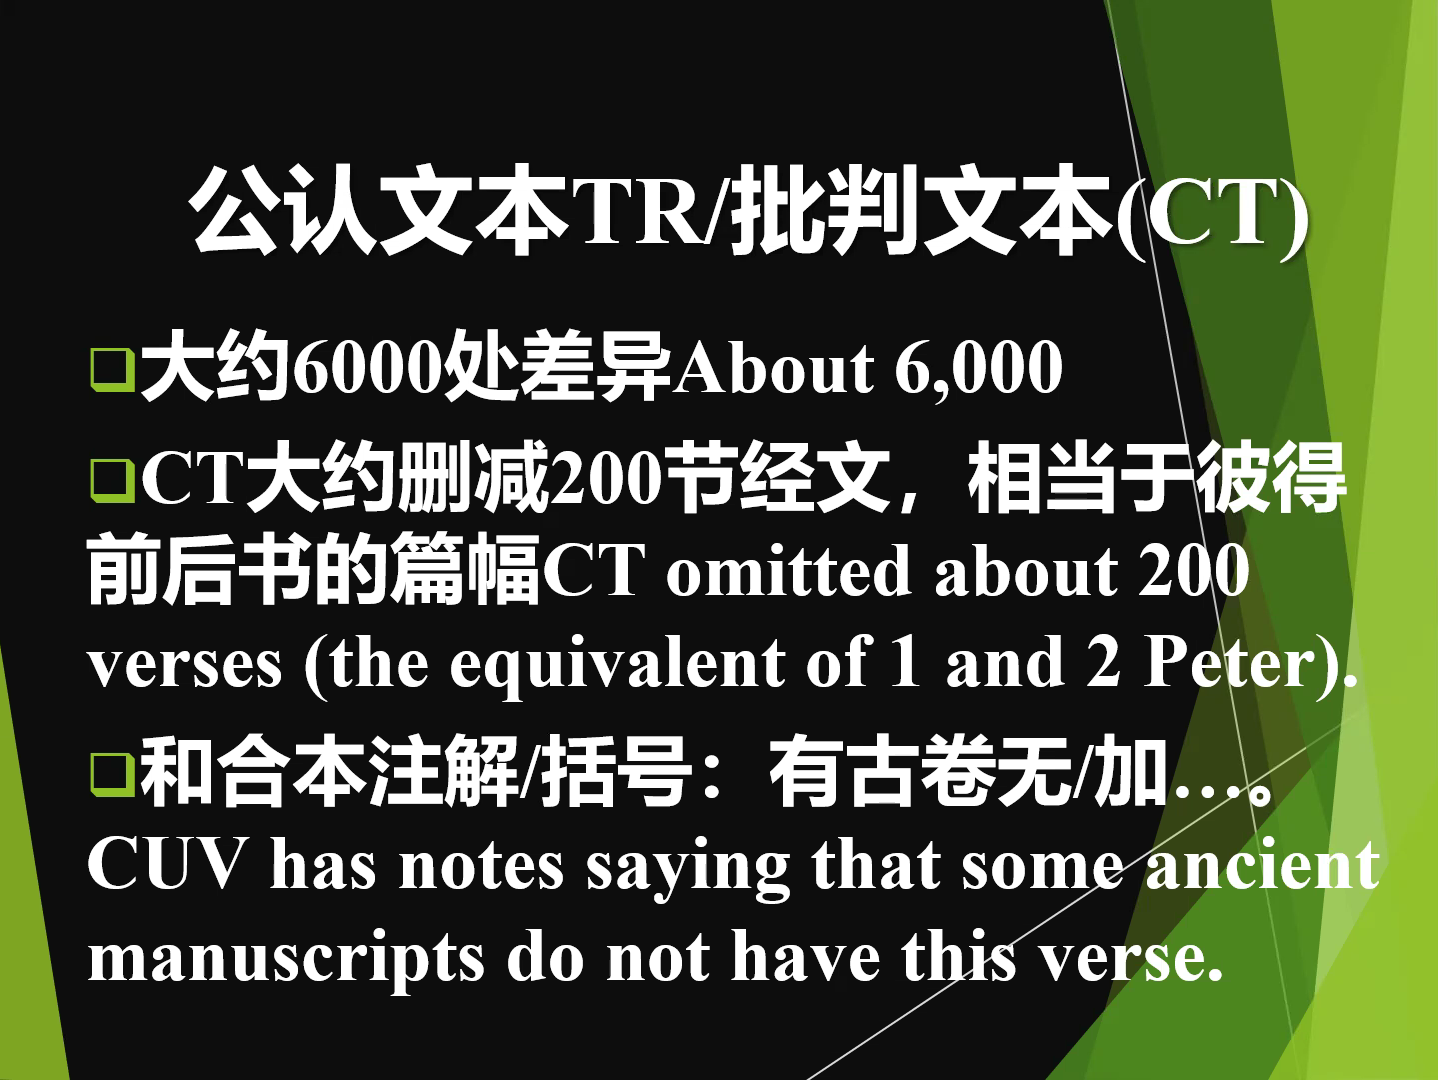 公认文本TR/批判文本(CT)
大约6000处差异About 6,000
CT大约删减200节经文，相当于彼得
前后书的篇幅CT omitted about 200
verses (the equivalent of 1 and 2 Peter).
和合本注解/括号：有古卷无/加…。
CUV has notes saying that some ancient
manuscripts do not have this verse.